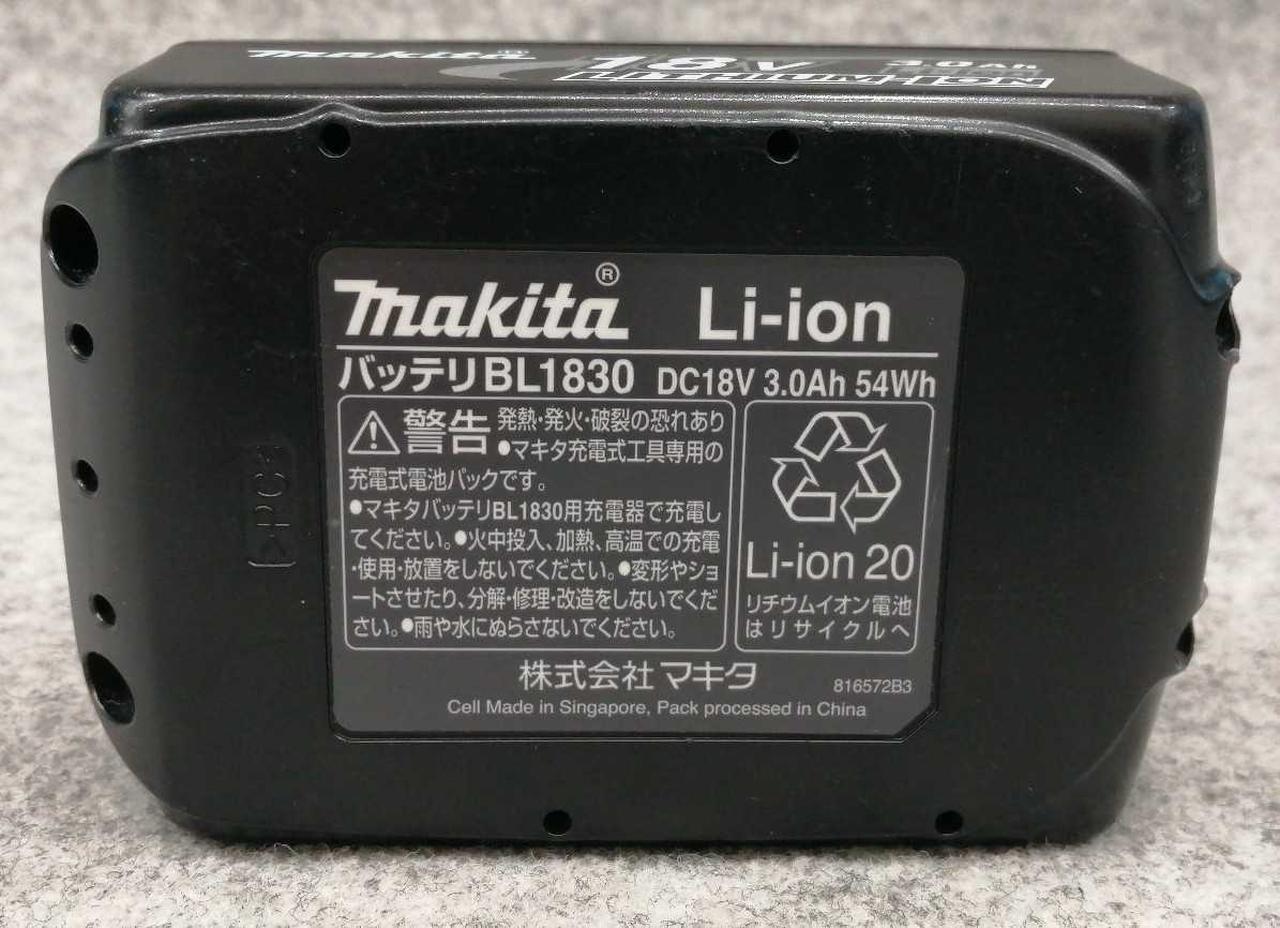 makita® 18V 3.0Ah
makita® Li-ion
バッテリBL1830 DC18V 3.0Ah 54Wh
警告 発熱・発火・破裂の恐れあり
●マキタ充電式工具専用の
充電式電池パックです。
●マキタバッテリBL1830用充電器で充電し
てください。●火中投入、加熱、高温での充電
・使用・放置をしないでください。●変形やショ
ートさせたり、分解・修理・改造をしないでくだ
さい。●雨や水にぬらさないでください。
Li-ion 20
リチウムイオン電池
はリサイクルへ
株式会社 マキタ
816572B3
Cell Made in Singapore, Pack processed in China